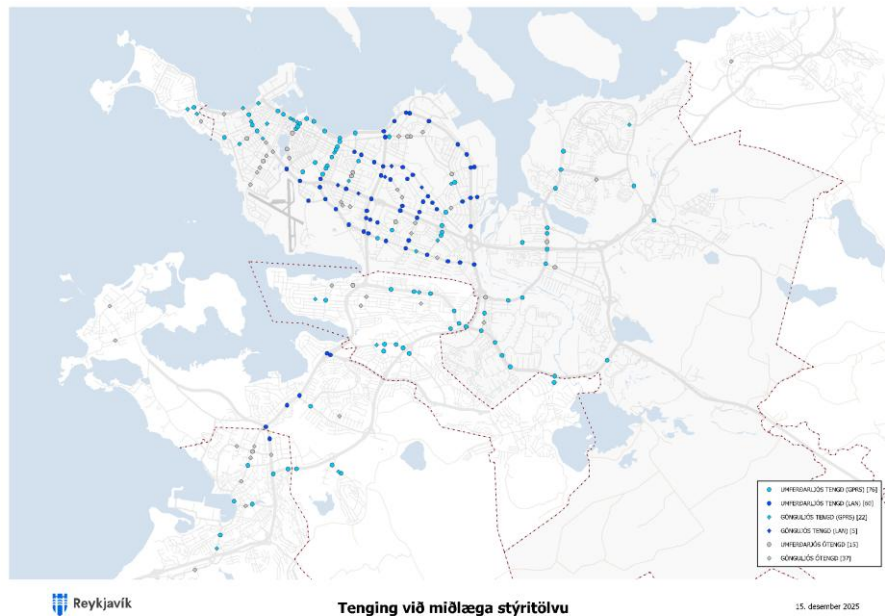 UMFERÐARLJÓS TENGD (GPRS) [76]
UMFERÐARLJÓS TENGD (LAN) [60]
GÖNGULJÓS TENGD (GPRS) [22]
GÖNGULJÓS TENGD (LAN) [5]
UMFERÐARLJÓS ÓTENGD [15]
GÖNGULJÓS ÓTENGD [37]
Reykjavík
Tenging við miðlæga stýritölvu
15. desember 2025